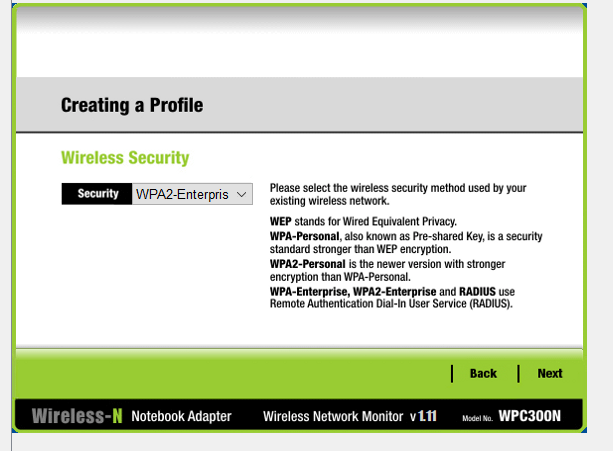 Creating a Profile
Wireless Security
Security WPA2-Enterpris
Please select the wireless security method used by your
existing wireless network.
WEP stands for Wired Equivalent Privacy.
WPA-Personal, also known as Pre-shared Key, is a security
standard stronger than WEP encryption.
WPA2-Personal is the newer version with stronger
encryption than WPA-Personal.
WPA-Enterprise, WPA2-Enterprise and RADIUS use
Remote Authentication Dial-In User Service (RADIUS).
Back Next
Wireless-N Notebook Adapter Wireless Network Monitor v 1.11 Model No. WPC300N